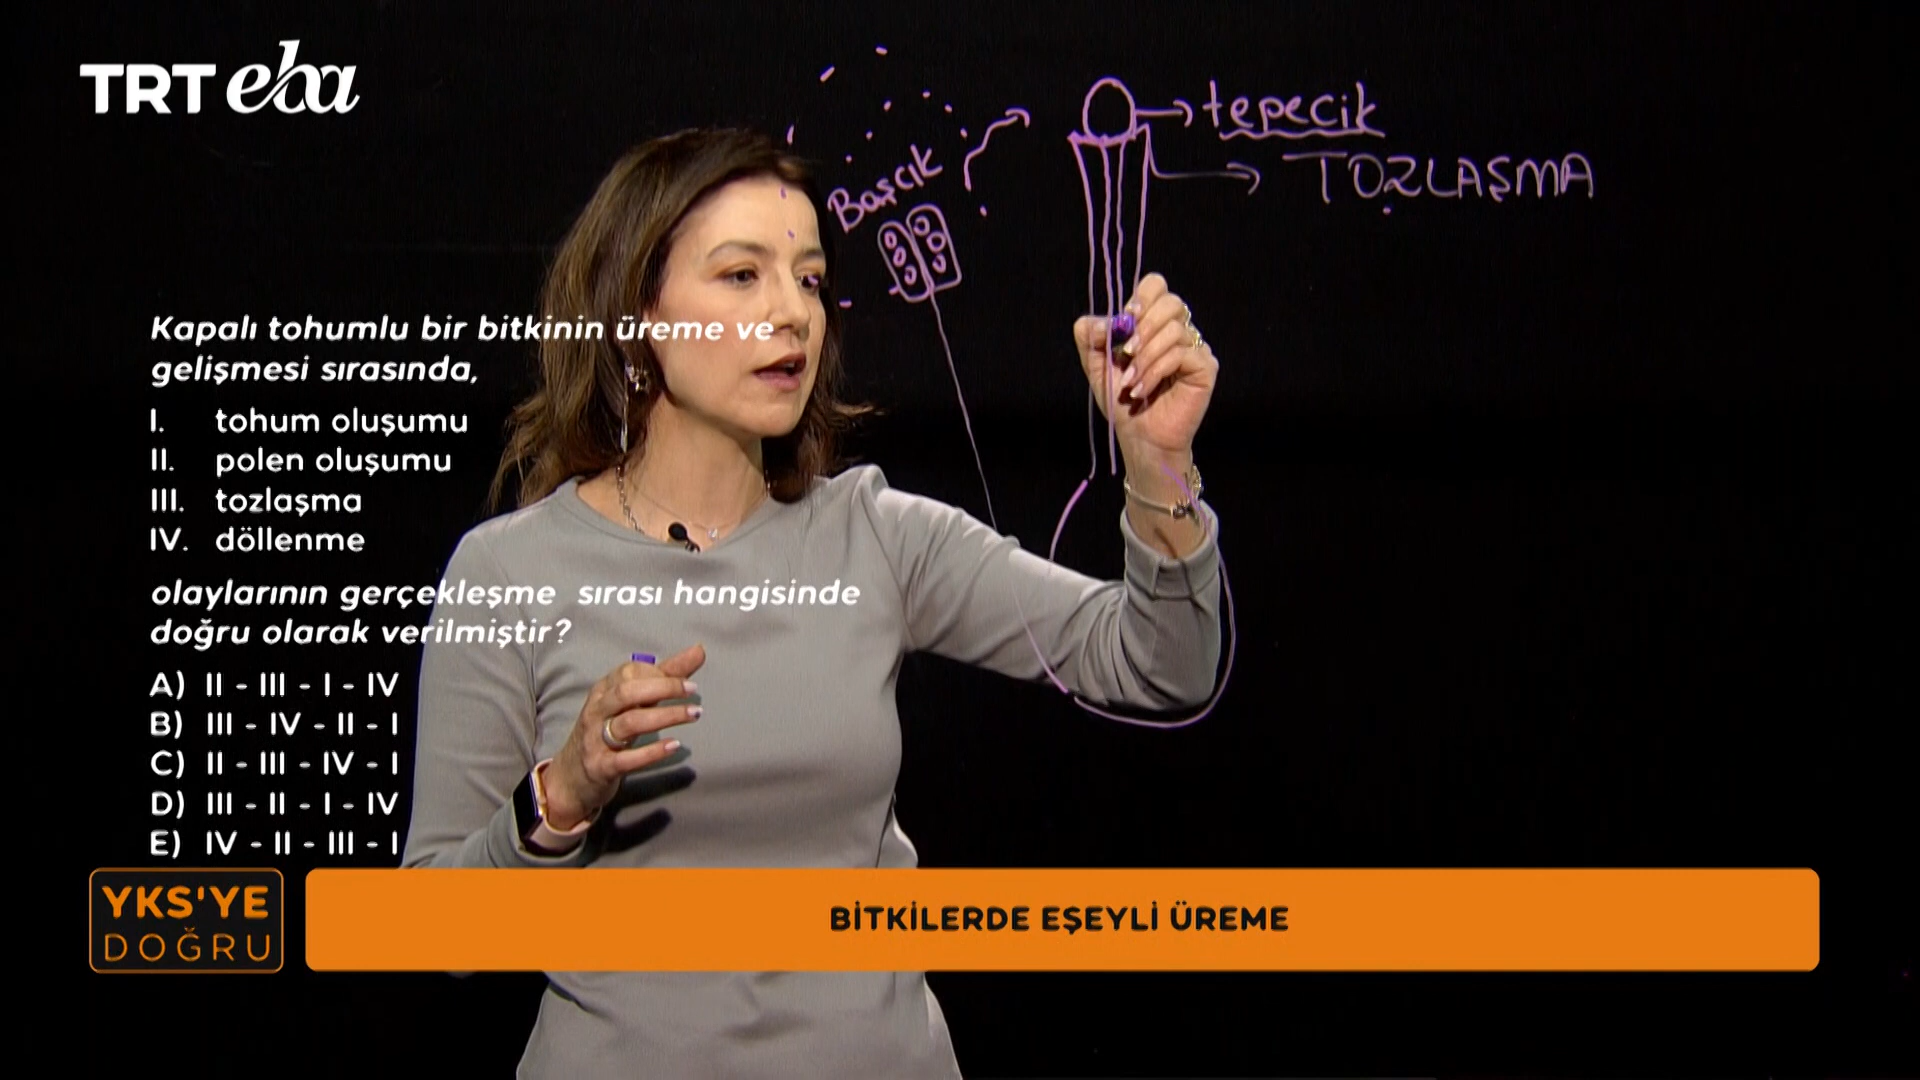 TRT eba
Başcık
tepecik
TOZLAŞMA
Kapalı tohumlu bir bitkinin üreme ve
gelişmesi sırasında,
I. tohum oluşumu
II. polen oluşumu
III. tozlaşma
IV. döllenme
olaylarının gerçekleşme sırası hangisinde
doğru olarak verilmiştir?
A) II - III - I - IV
B) III - IV - II - I
C) II - III - IV - I
D) III - II - I - IV
E) IV - II - III - I
YKS'YE
DOĞRU
BİTKİLERDE EŞEYLİ ÜREME